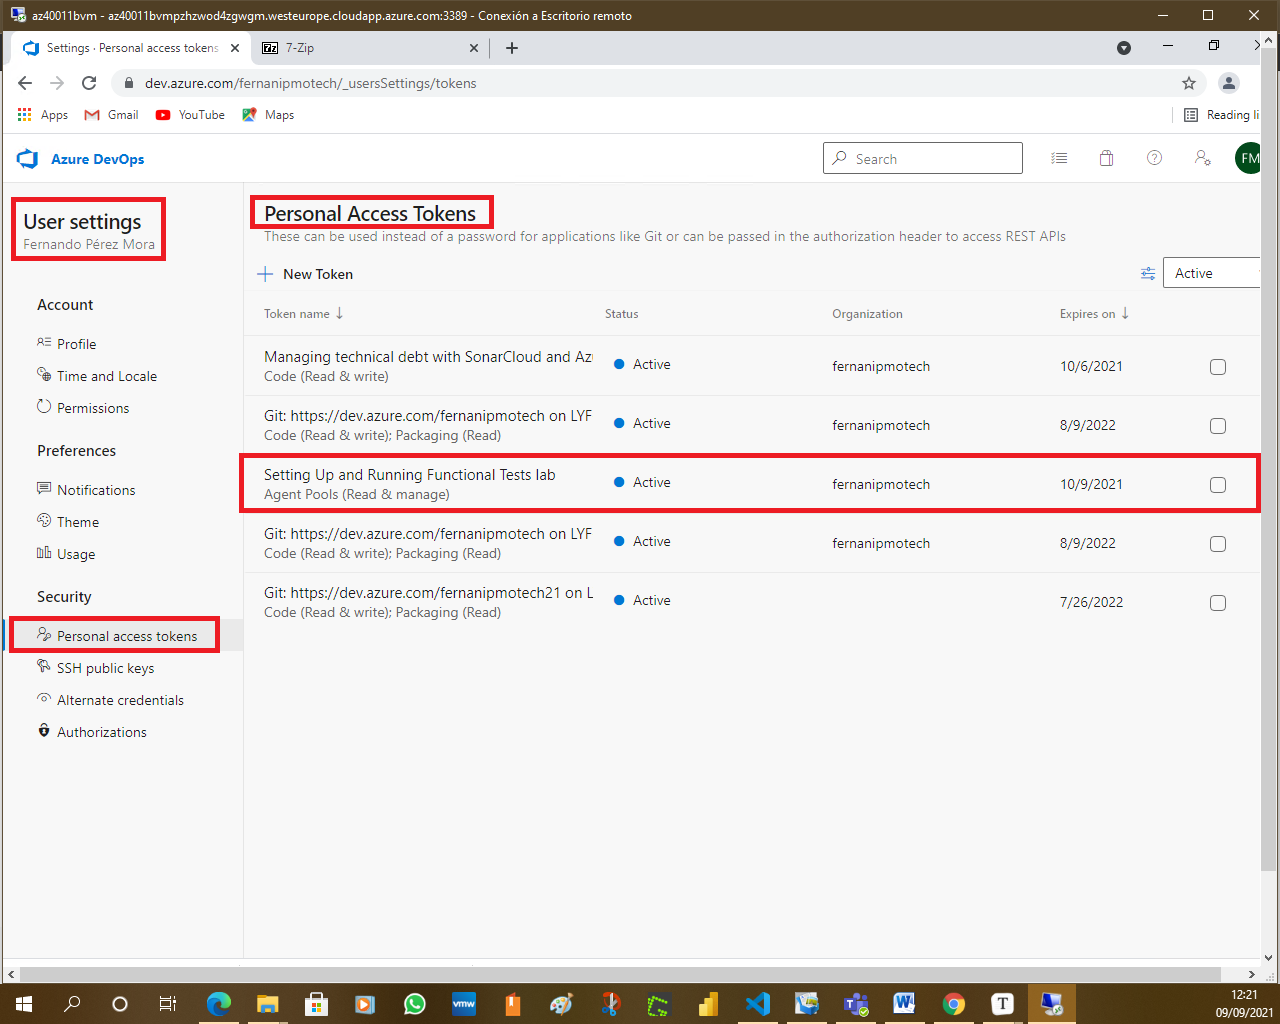 az40011bvm - az40011bvmpzhzwod4zgwgm.westeurope.cloudapp.azure.com:3389 - Conexión a Escritorio remoto
Settings · Personal access tokens
7-Zip
dev.azure.com/fernanipmotech/_usersSettings/tokens
Apps
Gmail
YouTube
Maps
Reading li
Azure DevOps
Search
FM
User settings
Fernando Pérez Mora
Account
Profile
Time and Locale
Permissions
Preferences
Notifications
Theme
Usage
Security
Personal access tokens
SSH public keys
Alternate credentials
Authorizations
Personal Access Tokens
These can be used instead of a password for applications like Git or can be passed in the authorization header to access REST APIs
New Token
Active
Token name Status Organization Expires on
Managing technical debt with SonarCloud and Azu
Code (Read & write)
Active fernanipmotech 10/6/2021
Git: https://dev.azure.com/fernanipmotech on LYF
Code (Read & write); Packaging (Read)
Active fernanipmotech 8/9/2022
Setting Up and Running Functional Tests lab
Agent Pools (Read & manage)
Active fernanipmotech 10/9/2021
Git: https://dev.azure.com/fernanipmotech on LYF
Code (Read & write); Packaging (Read)
Active fernanipmotech 8/9/2022
Git: https://dev.azure.com/fernanipmotech21 on L
Code (Read & write); Packaging (Read)
Active 7/26/2022
vmw
12:21
09/09/2021